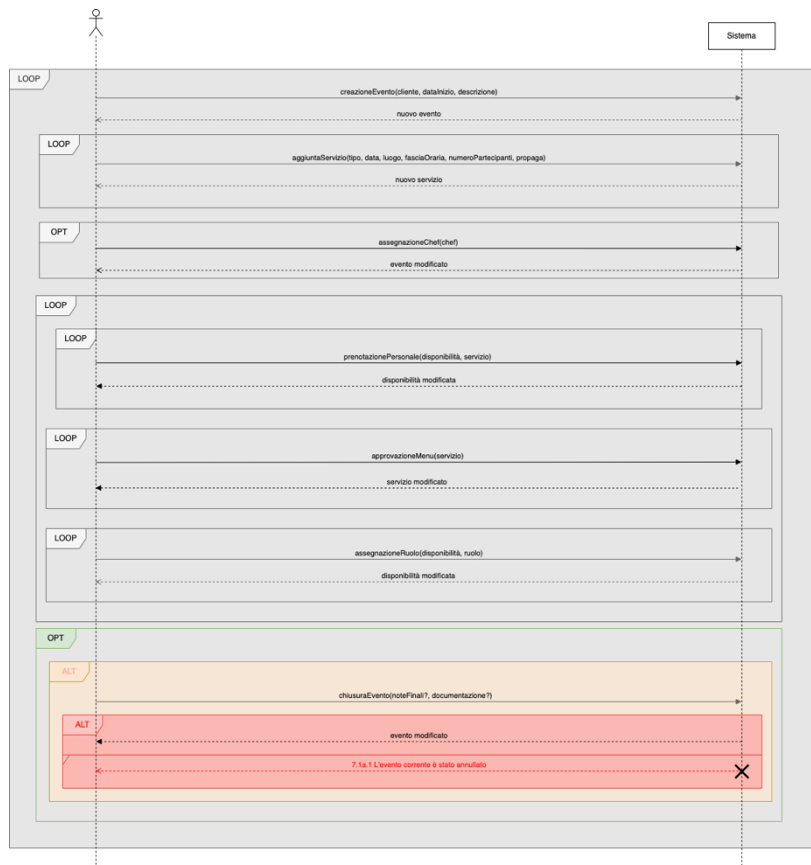 Sistema
LOOP
creazioneEvento(cliente, dataInizio, descrizione)
nuovo evento
LOOP
aggiuntaServizio(tipo, data, luogo, fasciaOraria, numeroPartecipanti, propaga)
nuovo servizio
OPT
assegnazioneChef(chef)
evento modificato
LOOP
LOOP
prenotazionePersonale(disponibilità, servizio)
disponibilità modificata
LOOP
approvazioneMenu(servizio)
servizio modificato
LOOP
assegnazioneRuolo(disponibilità, ruolo)
disponibilità modificata
OPT
ALT
chiusuraEvento(noteFinali?, documentazione?)
ALT
evento modificato
7.1a.1 L'evento corrente è stato annullato